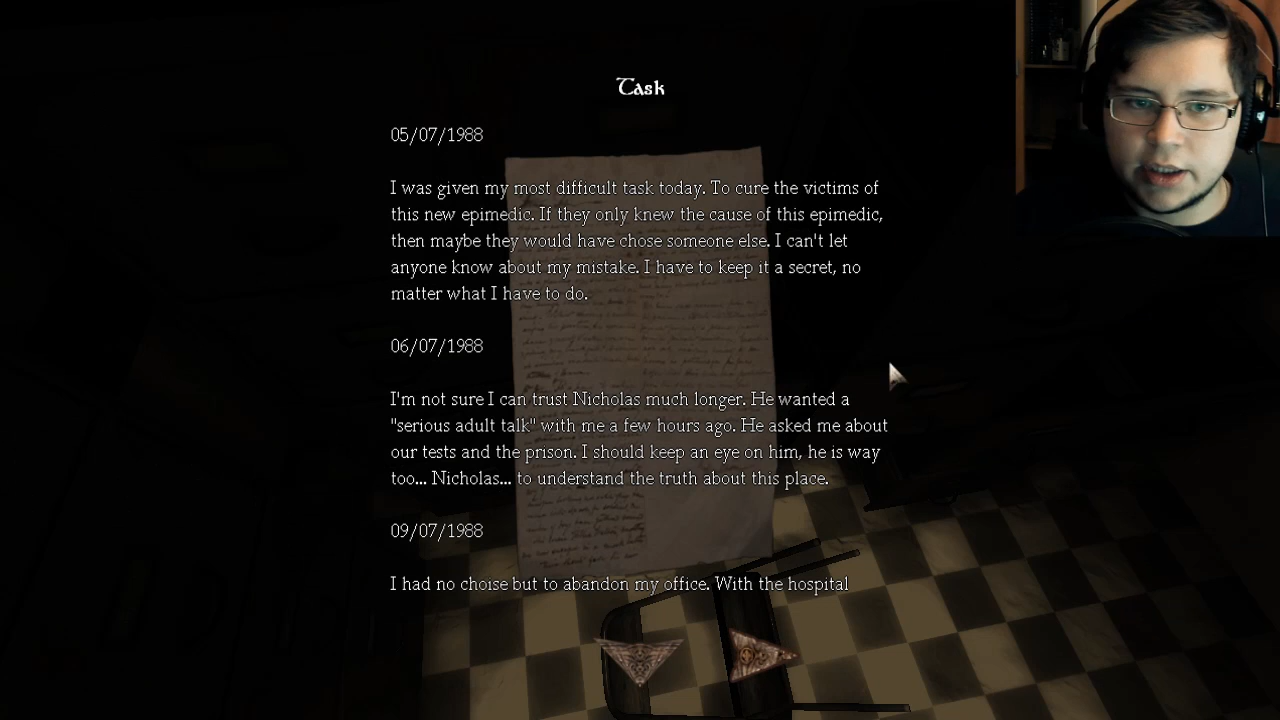 Task
05/07/1988
I was given my most difficult task today. To cure the victims of
this new epimedic. If they only knew the cause of this epimedic,
then maybe they would have chose someone else. I can't let
anyone know about my mistake. I have to keep it a secret, no
matter what I have to do.
06/07/1988
I'm not sure I can trust Nicholas much longer. He wanted a
"serious adult talk" with me a few hours ago. He asked me about
our tests and the prison. I should keep an eye on him, he is way
too... Nicholas... to understand the truth about this place.
09/07/1988
I had no choise but to abandon my office. With the hospital